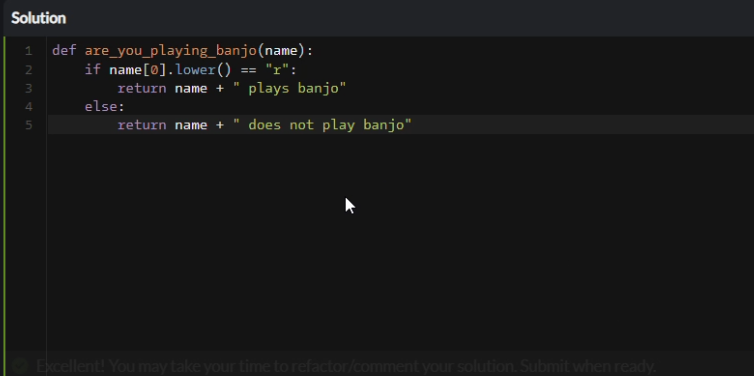 Solution
1 def are_you_playing_banjo(name):
2     if name[0].lower() == "r":
3         return name + " plays banjo"
4     else:
5         return name + " does not play banjo"
Excellent! You may take your time to refactor/comment your solution. Submit when ready.